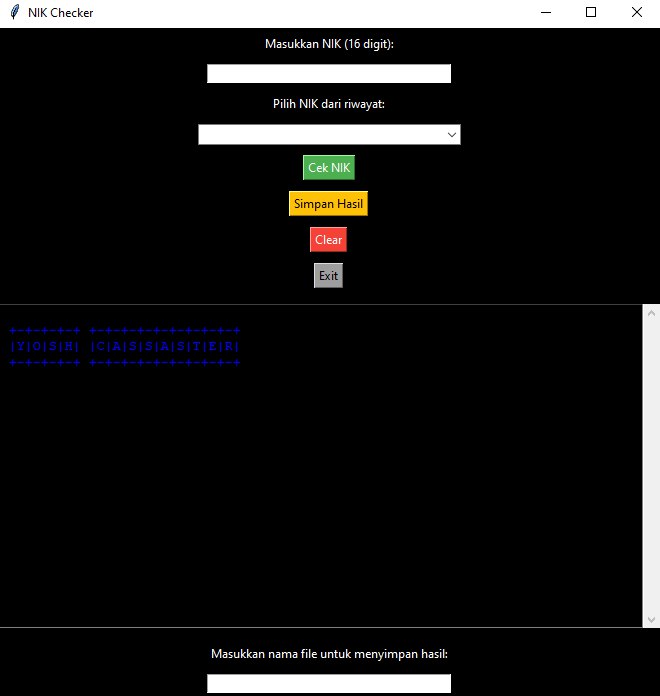 NIK Checker
Masukkan NIK (16 digit):
Pilih NIK dari riwayat:
Cek NIK
Simpan Hasil
Clear
Exit
+-+-+-+-+ +-+-+-+-+-+-+-+-+-+
|Y|O|S|H| |C|A|S|S|A|S|T|E|R|
+-+-+-+-+ +-+-+-+-+-+-+-+-+-+
Masukkan nama file untuk menyimpan hasil: